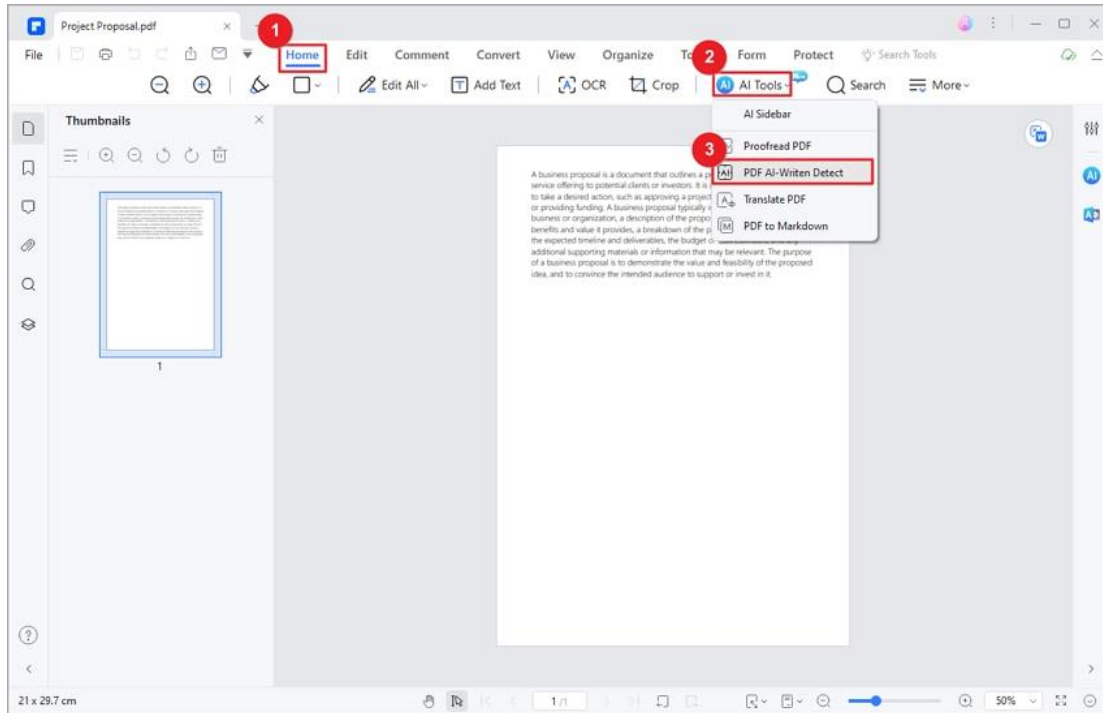 Project Proposal.pdf
1
File
Home
Edit
Comment
Convert
View
Organize
2
Form
Protect
Search Tools
Edit All
Add Text
OCR
Crop
AI Tools
Search
More
Thumbnails
AI Sidebar
3
Proofread PDF
PDF AI-Writen Detect
Translate PDF
PDF to Markdown
A business proposal is a document that outlines a
service offering to potential clients or investors. It is
to take a desired action, such as approving a project
or providing funding. A business proposal typically
business or organization, a description of the
benefits and value it provides, a breakdown of the
the expected timeline and deliverables, the budget
additional supporting materials or information that may be relevant. The purpose
of a business proposal is to demonstrate the value and feasibility of the proposed
idea, and to convince the intended audience to support or invest in it.
1
21 x 29.7 cm
1 /1
50%